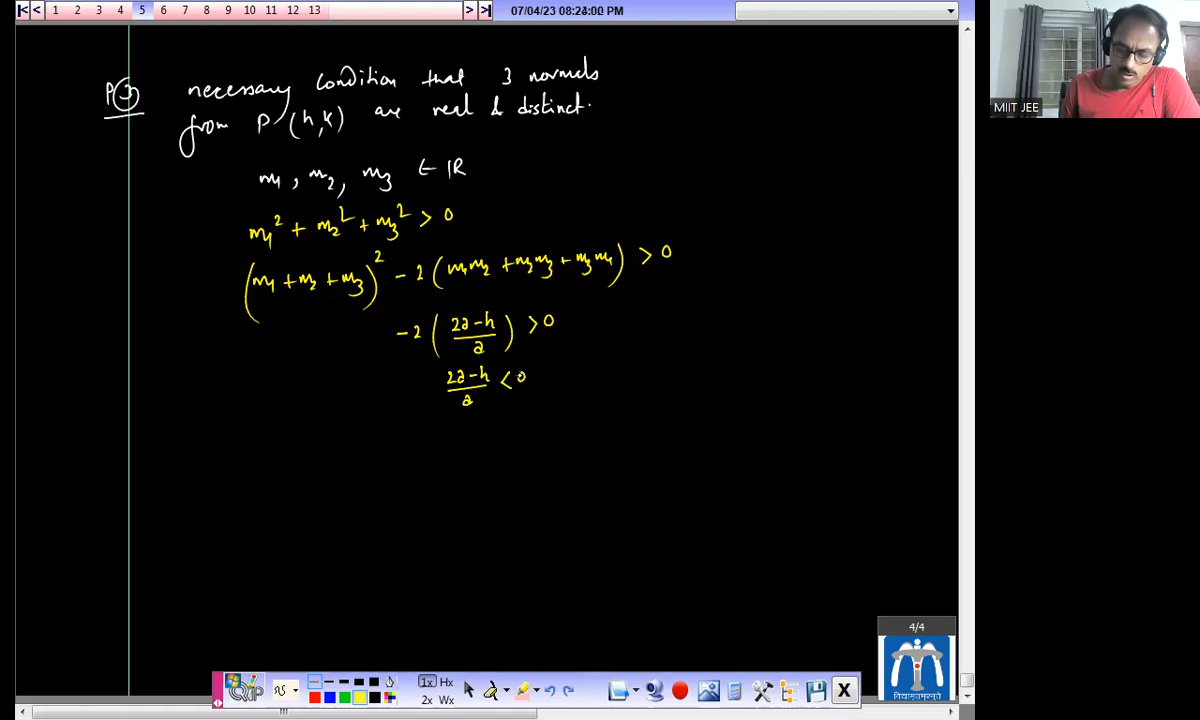 1 2 3 4 5 6 7 8 9 10 11 12 13
07/04/23 08:23:00 PM
MIIT JEE
P③ necessary condition that 3 normals
from P (h,k) are real & distinct.
m₁, m₂, m₃ ∈ ℝ
m₁² + m₂² + m₃² > 0
(m₁ + m₂ + m₃)² - 2 (m₁m₂ + m₂m₃ + m₃m₁) > 0
-2 (2a-h/a) > 0
2a-h/a < 0
4/4
1x Hx
2x Wx